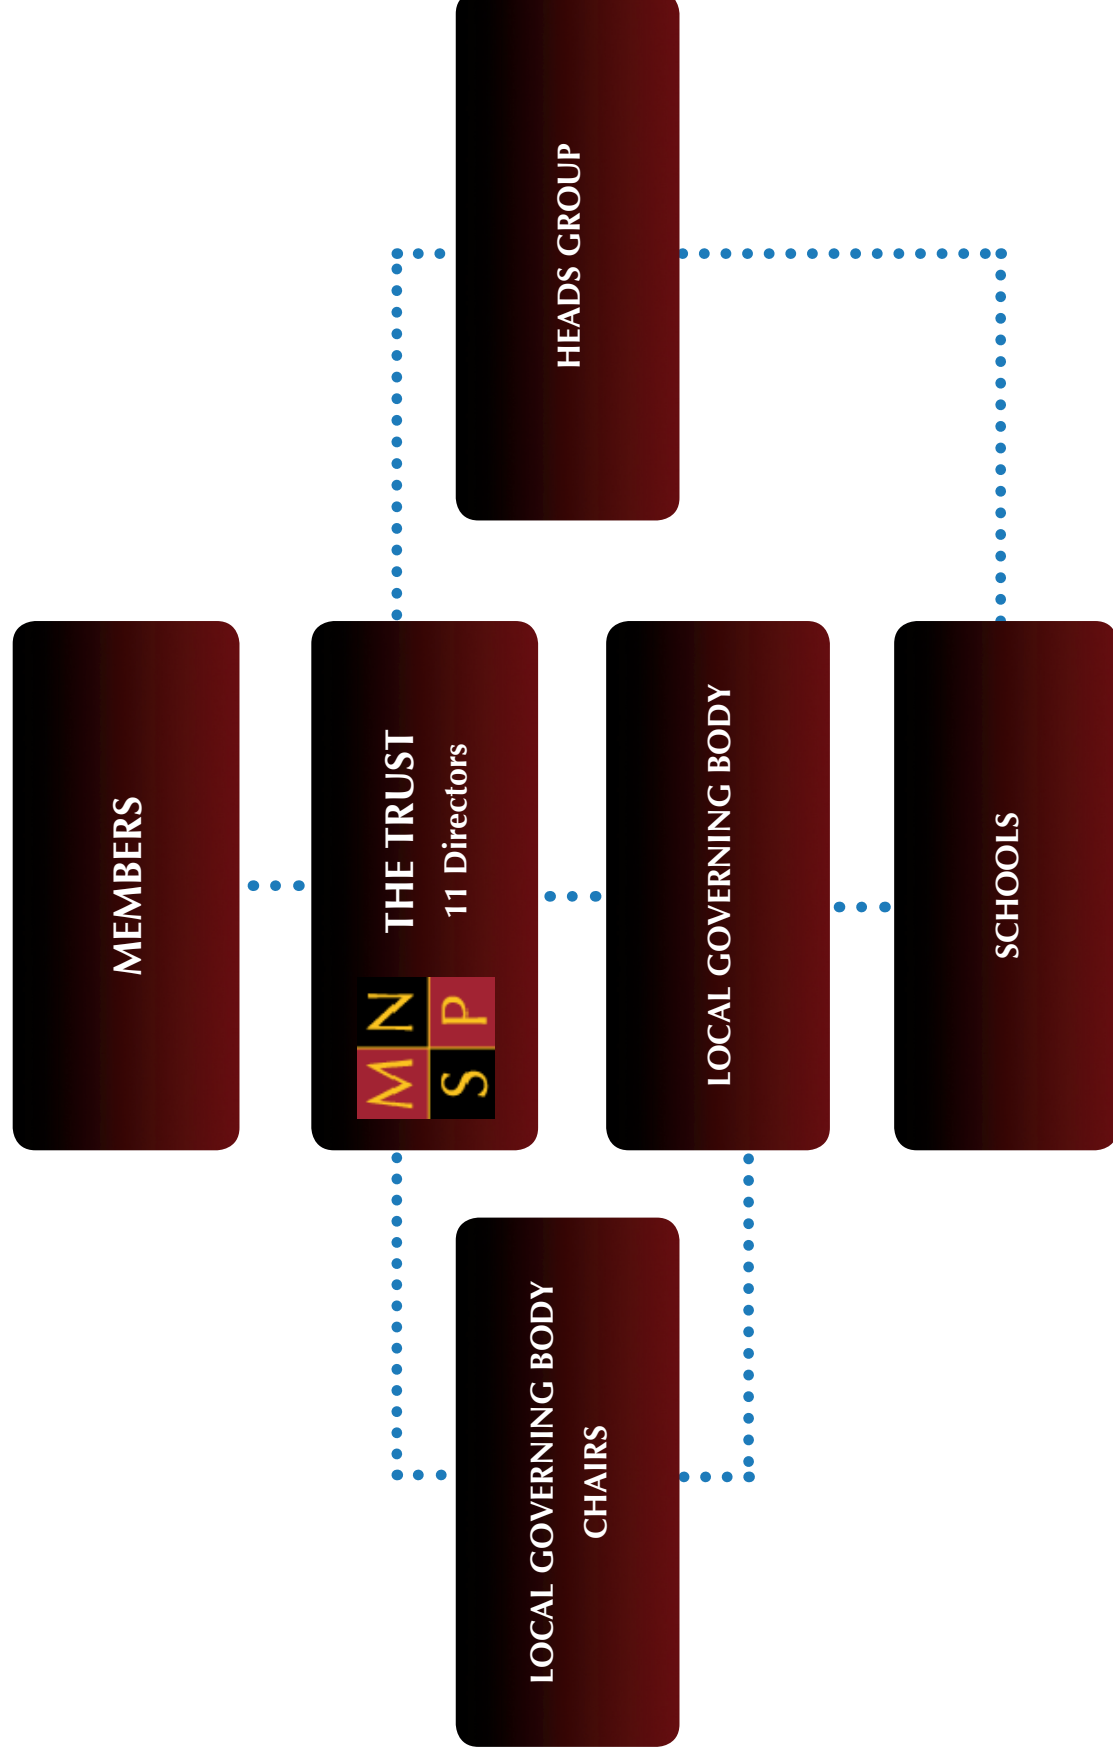 MEMBERS
M N
S P
THE TRUST
11 Directors
LOCAL GOVERNING BODY
CHAIRS
HEADS GROUP
LOCAL GOVERNING BODY
SCHOOLS